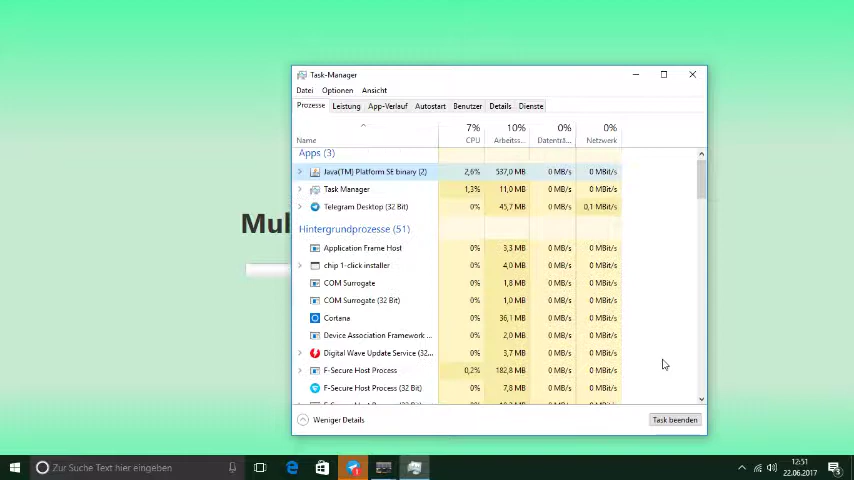 Task-Manager
Datei Optionen Ansicht
Prozesse Leistung App-Verlauf Autostart Benutzer Details Dienste
7% 10% 0% 0%
Name CPU Arbeitss... Datenträ... Netzwerk
Apps (3)
Java(TM) Platform SE binary (2) 2,6% 537,0 MB 0 MB/s 0 MBit/s
Task Manager 1,3% 11,0 MB 0 MB/s 0 MBit/s
Telegram Desktop (32 Bit) 0% 45,7 MB 0 MB/s 0,1 MBit/s
Mul
Hintergrundprozesse (51)
Application Frame Host 0% 3,3 MB 0 MB/s 0 MBit/s
chip 1-click installer 0% 4,0 MB 0 MB/s 0 MBit/s
COM Surrogate 0% 1,8 MB 0 MB/s 0 MBit/s
COM Surrogate (32 Bit) 0% 1,0 MB 0 MB/s 0 MBit/s
Cortana 0% 36,1 MB 0 MB/s 0 MBit/s
Device Association Framework ... 0% 2,0 MB 0 MB/s 0 MBit/s
Digital Wave Update Service (32... 0% 3,7 MB 0 MB/s 0 MBit/s
F-Secure Host Process 0,2% 182,8 MB 0 MB/s 0 MBit/s
F-Secure Host Process (32 Bit) 0% 7,8 MB 0 MB/s 0 MBit/s
Weniger Details Task beenden
Zur Suche Text hier eingeben
12:51
22.06.2017